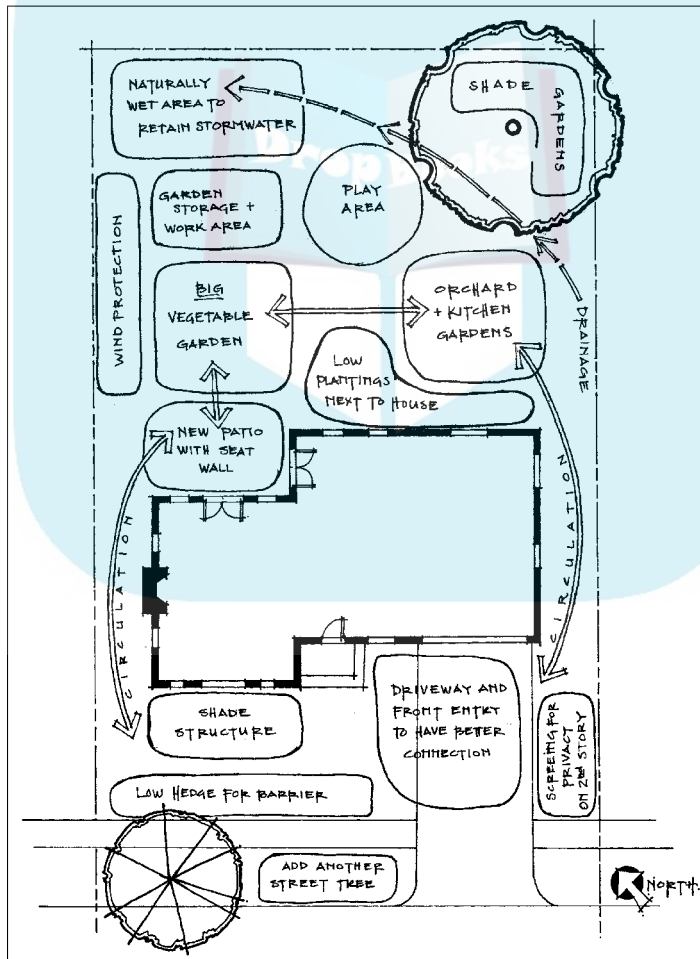 NATURALLY
WET AREA TO
RETAIN STORMWATER
SHADE
GARDENS
DropBooks
GARDEN
STORAGE +
WORK AREA
PLAY
AREA
WIND PROTECTION
BIG
VEGETABLE
GARDEN
ORCHARD
+ KITCHEN
GARDENS
DRAINAGE
LOW
PLANTINGS
NEXT TO HOUSE
NEW PATIO
WITH SEAT
WALL
CIRCULATION
CIRCULATION
SHADE
STRUCTURE
DRIVEWAY AND
FRONT ENTRY
TO HAVE BETTER
CONNECTION
SCREEING FOR
PRIVACY
ON 2ND STORY
LOW HEDGE FOR BARRIER
ADD ANOTHER
STREET TREE
NORTH.